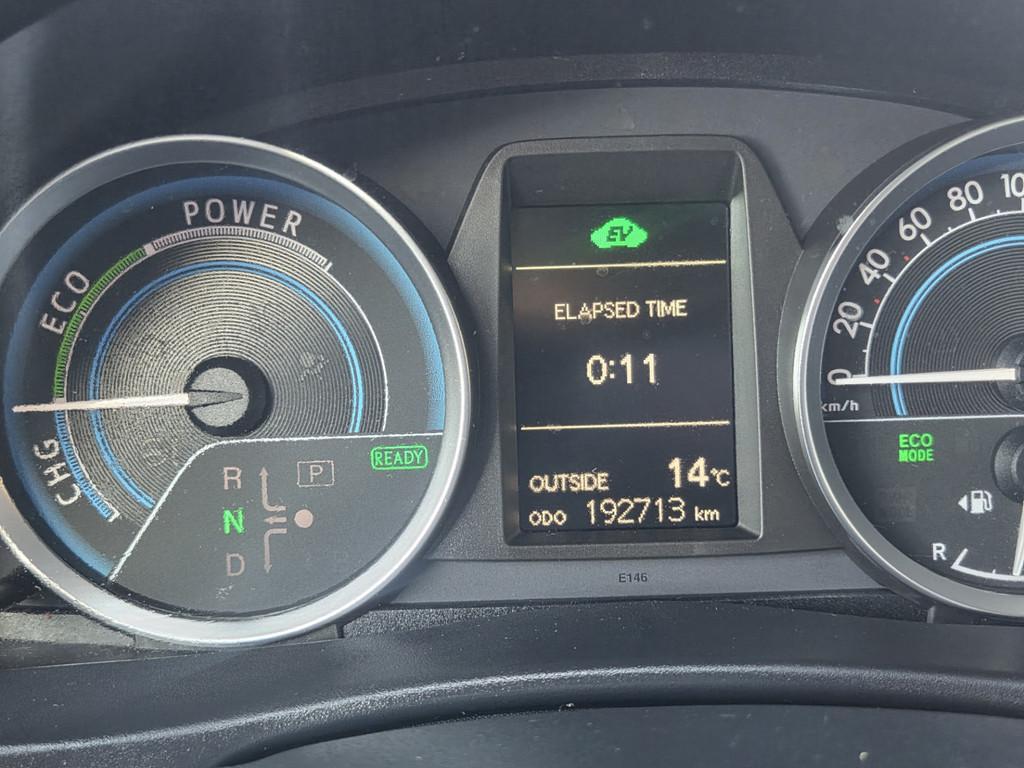 POWER
ECO
CHG
READY
R
P
N
D
EV
ELAPSED TIME
0:11
OUTSIDE 14°C
ODO 192713 km
E146
0
20
40
60
80
km/h
ECO
MODE
R